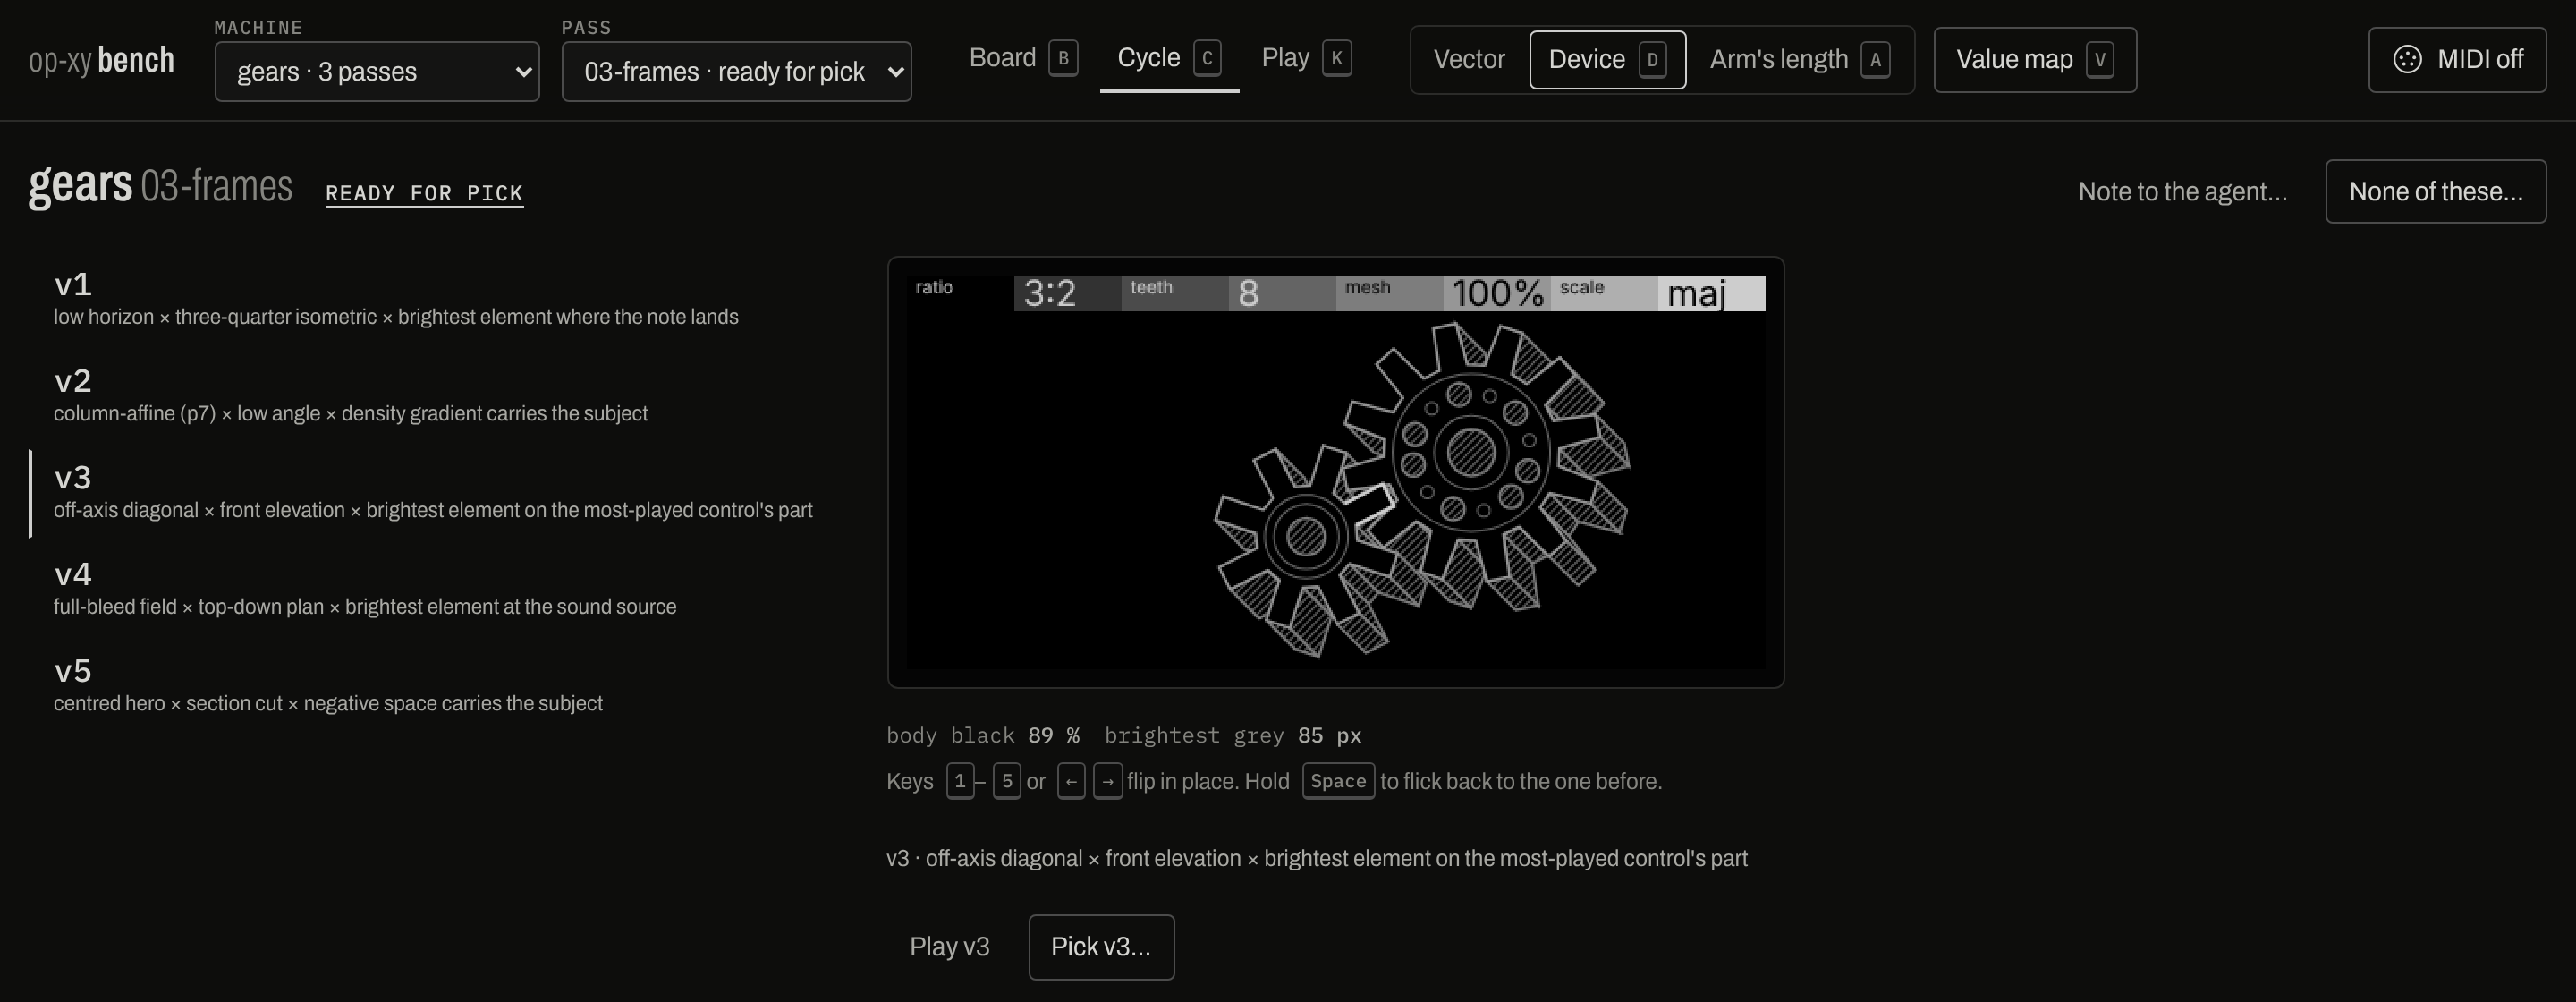 MACHINE
PASS
op-xy bench
gears · 3 passes
03-frames · ready for pick
Board B
Cycle C
Play K
Vector
Device D
Arm's length A
Value map V
MIDI off
gears 03-frames READY FOR PICK
Note to the agent...
None of these...
v1
low horizon × three-quarter isometric × brightest element where the note lands
v2
column-affine (p7) × low angle × density gradient carries the subject
v3
off-axis diagonal × front elevation × brightest element on the most-played control's part
v4
full-bleed field × top-down plan × brightest element at the sound source
v5
centred hero × section cut × negative space carries the subject
ratio 3:2 teeth 8 mesh 100% scale maj
body black 89 % brightest grey 85 px
Keys 1 – 5 or ← → flip in place. Hold Space to flick back to the one before.
v3 · off-axis diagonal × front elevation × brightest element on the most-played control's part
Play v3
Pick v3...